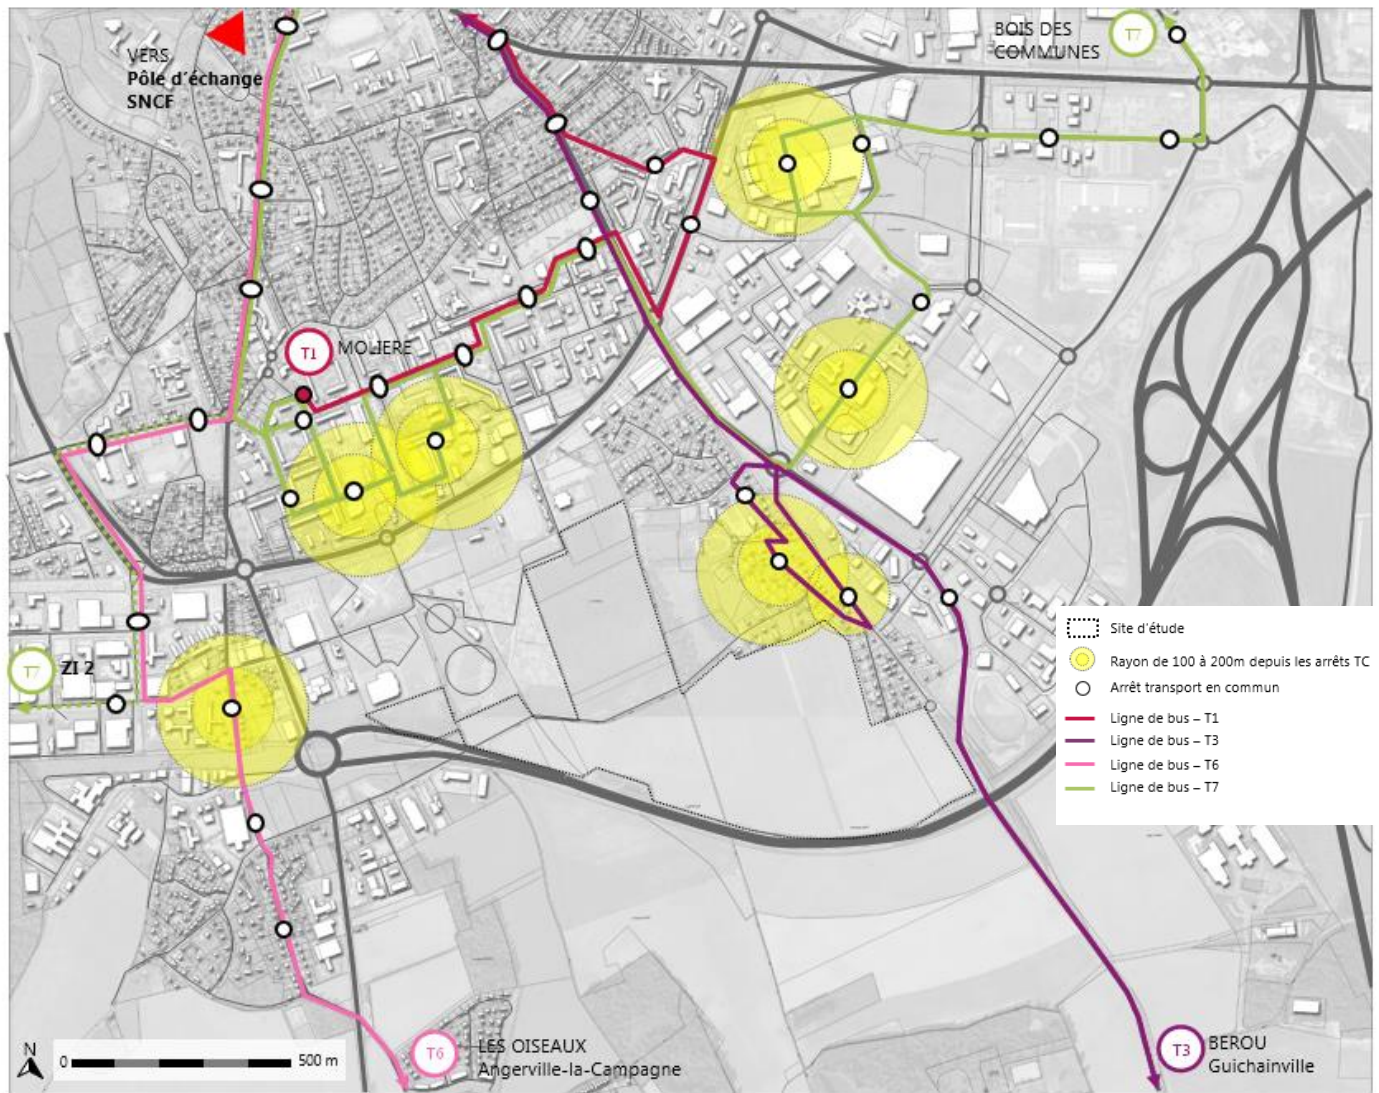 VERS
Pôle d'échange
SNCF
BOIS DES
COMMUNES
T7
T1
MOLIERE
T7
ZI 2
Site d'étude
Rayon de 100 à 200m depuis les arrêts TC
Arrêt transport en commun
Ligne de bus – T1
Ligne de bus – T3
Ligne de bus – T6
Ligne de bus – T7
N
0
500 m
T6
LES OISEAUX
Angerville-la-Campagne
T3
BEROU
Guichainville